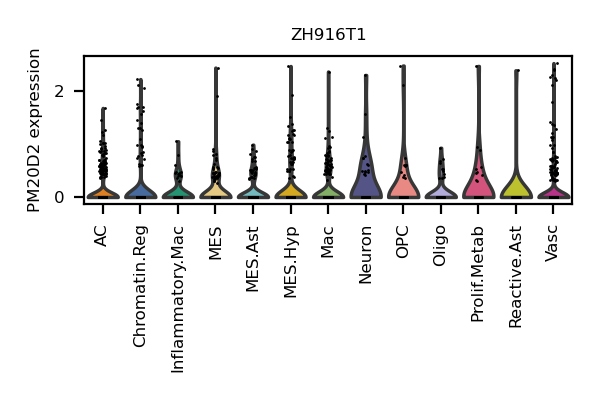 ZH916T1
PM20D2 expression
2
0
AC
Chromatin.Reg
Inflammatory.Mac
MES
MES.Ast
MES.Hyp
Mac
Neuron
OPC
Oligo
Prolif.Metab
Reactive.Ast
Vasc